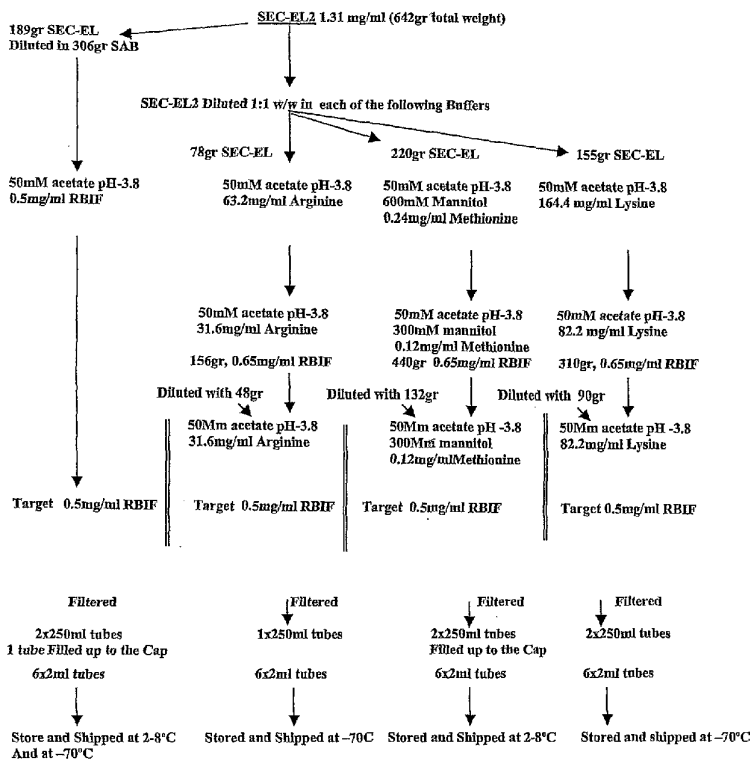 SEC-EL2 1.31 mg/ml (642gr total weight)
189gr SEC-EL
Diluted in 306gr SAB
SEC-EL2 Diluted 1:1 w/w in each of the following Buffers
78gr SEC-EL
220gr SEC-EL
155gr SEC-EL
50mM acetate pH-3.8
0.5mg/ml RBIF
50mM acetate pH-3.8
63.2mg/ml Arginine
50mM acetate pH-3.8
600mM Mannitol
0.24mg/ml Methionine
50mM acetate pH-3.8
164.4 mg/ml Lysine
50mM acetate pH-3.8
31.6mg/ml Arginine
156gr, 0.65mg/ml RBIF
50mM acetate pH-3.8
300mM mannitol
0.12mg/ml Methionine
440gr 0.65mg/ml RBIF
50mM acetate pH-3.8
82.2 mg/ml Lysine
310gr, 0.65mg/ml RBIF
Diluted with 48gr
Diluted with 132gr
Diluted with 90gr
50Mm acetate pH-3.8
31.6mg/ml Arginine
50Mm acetate pH -3.8
300Mm mannitol
0.12mg/mlMethionine
50Mm acetate pH -3.8
82.2mg/ml Lysine
Target 0.5mg/ml RBIF
Target 0.5mg/ml RBIF
Target 0.5mg/ml RBIF
Target 0.5mg/ml RBIF
Filtered
Filtered
Filtered
Filtered
2x250ml tubes
1 tube Filled up to the Cap
1x250ml tubes
2x250ml tubes
Filled up to the Cap
2x250ml tubes
6x2ml tubes
6x2ml tubes
6x2ml tubes
6x2ml tubes
Store and Shipped at 2-8°C
And at –70°C
Stored and Shipped at –70C
Stored and Shipped at 2-8°C
Stored and shipped at –70°C